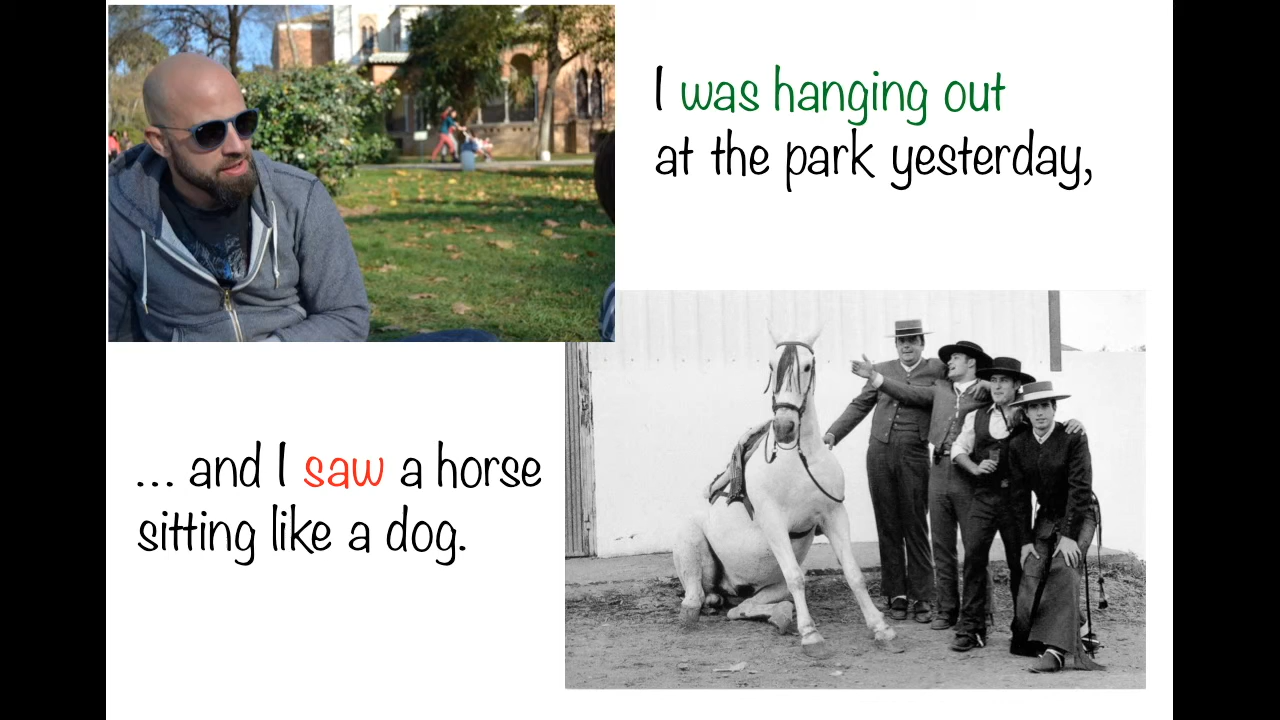 I was hanging out
at the park yesterday,
... and I saw a horse
sitting like a dog.